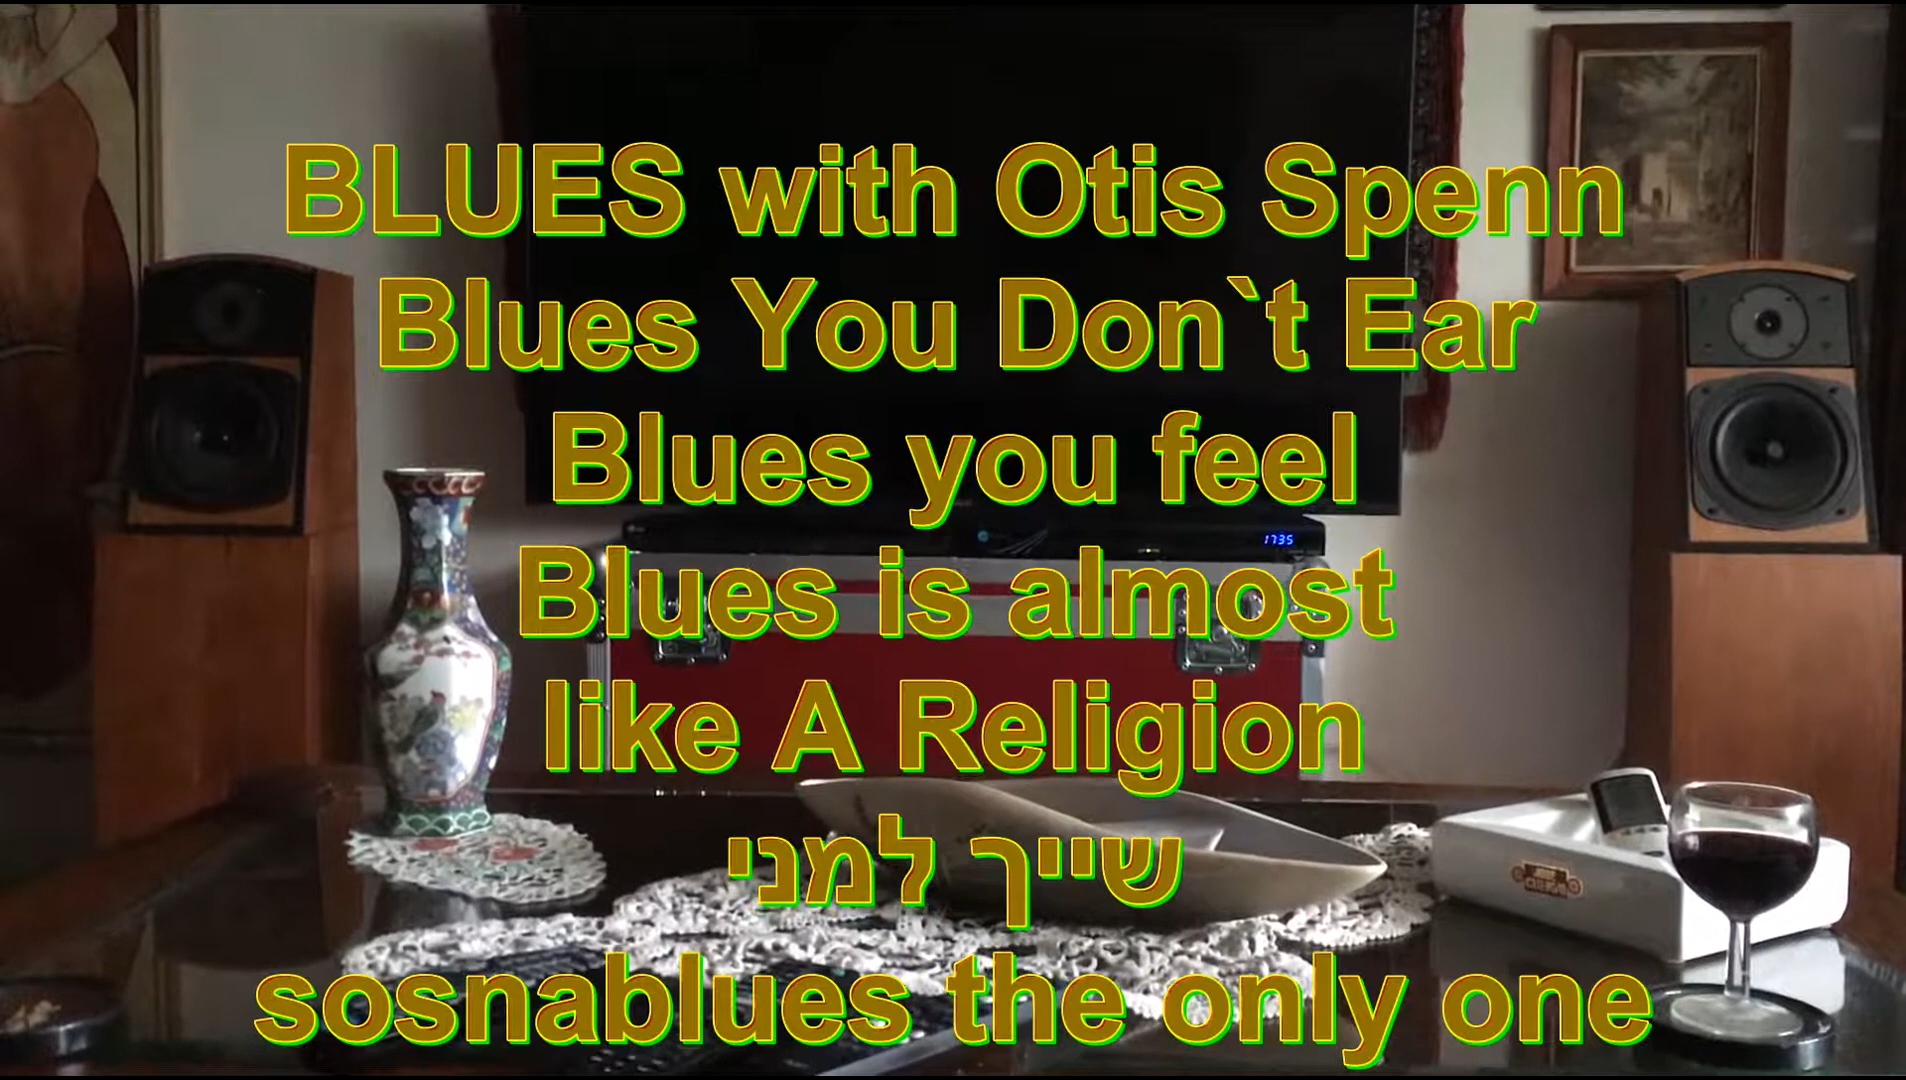 BLUES with Otis Spenn
Blues You Don`t Ear
Blues you feel
1735
Blues is almost
like A Religion
שייך למני
sosnablues the only one